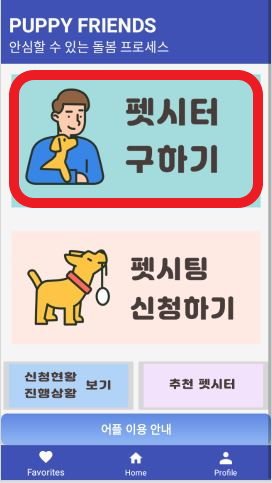 PUPPY FRIENDS
안심할 수 있는 돌봄 프로세스
펫시터
구하기
펫시팅
신청하기
신청현황
진행상황 보기
추천 펫시터
어플 이용 안내
Favorites Home Profile